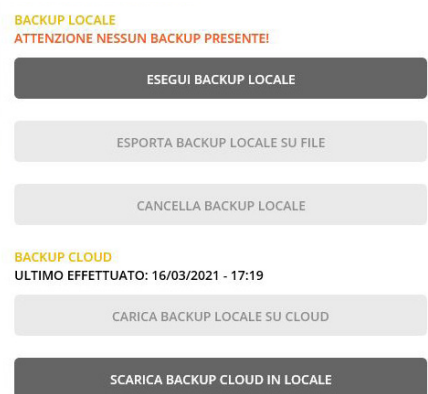 BACKUP LOCALE
ATTENZIONE NESSUN BACKUP PRESENTE!
ESEGUI BACKUP LOCALE
ESPORTA BACKUP LOCALE SU FILE
CANCELLA BACKUP LOCALE
BACKUP CLOUD
ULTIMO EFFETTUATO: 16/03/2021 - 17:19
CARICA BACKUP LOCALE SU CLOUD
SCARICA BACKUP CLOUD IN LOCALE